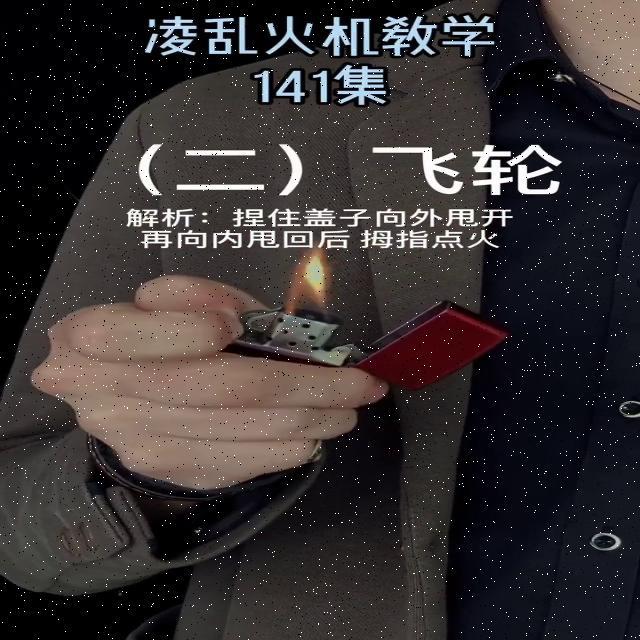 凌乱火机教学
141集
（二）飞轮
解析：捏住盖子向外甩开
再向内甩回后 拇指点火